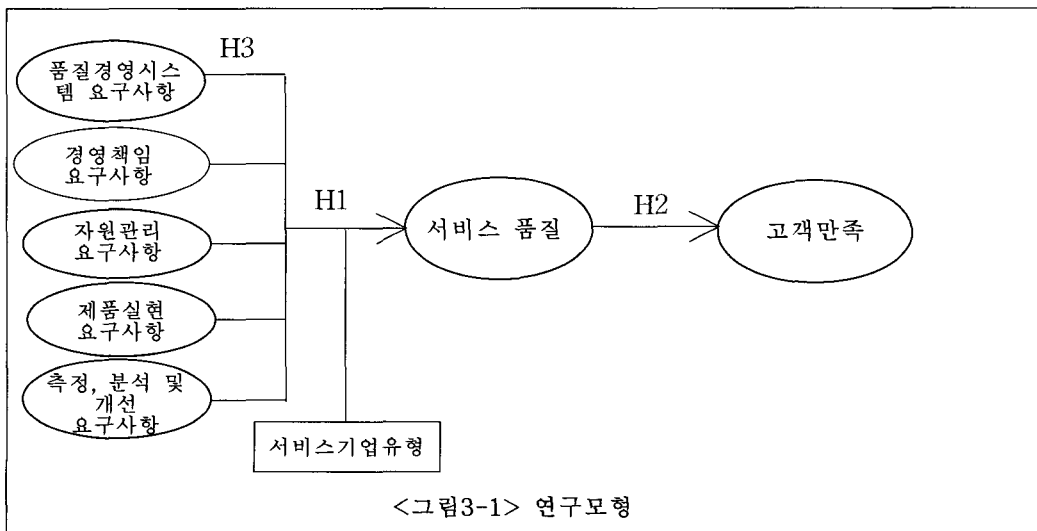 H3
품질경영시스
템 요구사항
경영책임
요구사항
자원관리
요구사항
제품실현
요구사항
측정, 분석 및
개선
요구사항
H1
서비스 품질
H2
고객만족
서비스기업유형
<그림3-1> 연구모형